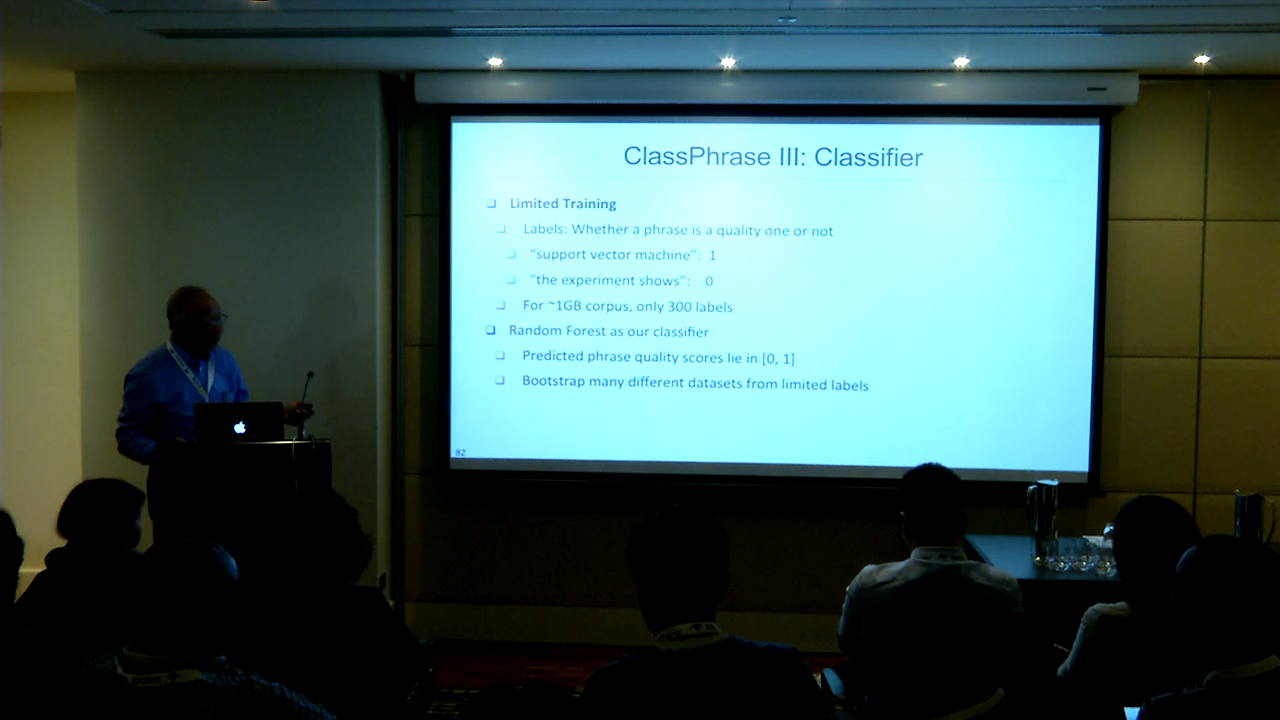 ClassPhrase III: Classifier
❑ Limited Training
❑ Labels: Whether a phrase is a quality one or not
❑ “support vector machine”: 1
❑ “the experiment shows”: 0
❑ For ~1GB corpus, only 300 labels
❑ Random Forest as our classifier
❑ Predicted phrase quality scores lie in [0, 1]
❑ Bootstrap many different datasets from limited labels
82